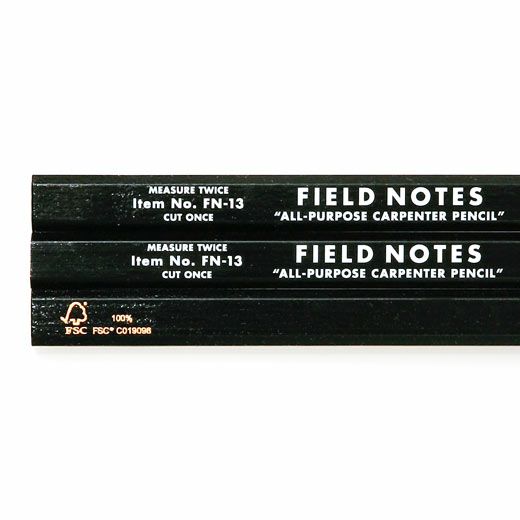 MEASURE TWICE
Item No. FN-13
CUT ONCE
FIELD NOTES
“ALL-PURPOSE CARPENTER PENCIL”
MEASURE TWICE
Item No. FN-13
CUT ONCE
FIELD NOTES
“ALL-PURPOSE CARPENTER PENCIL”
100%
FSC FSC® C019098